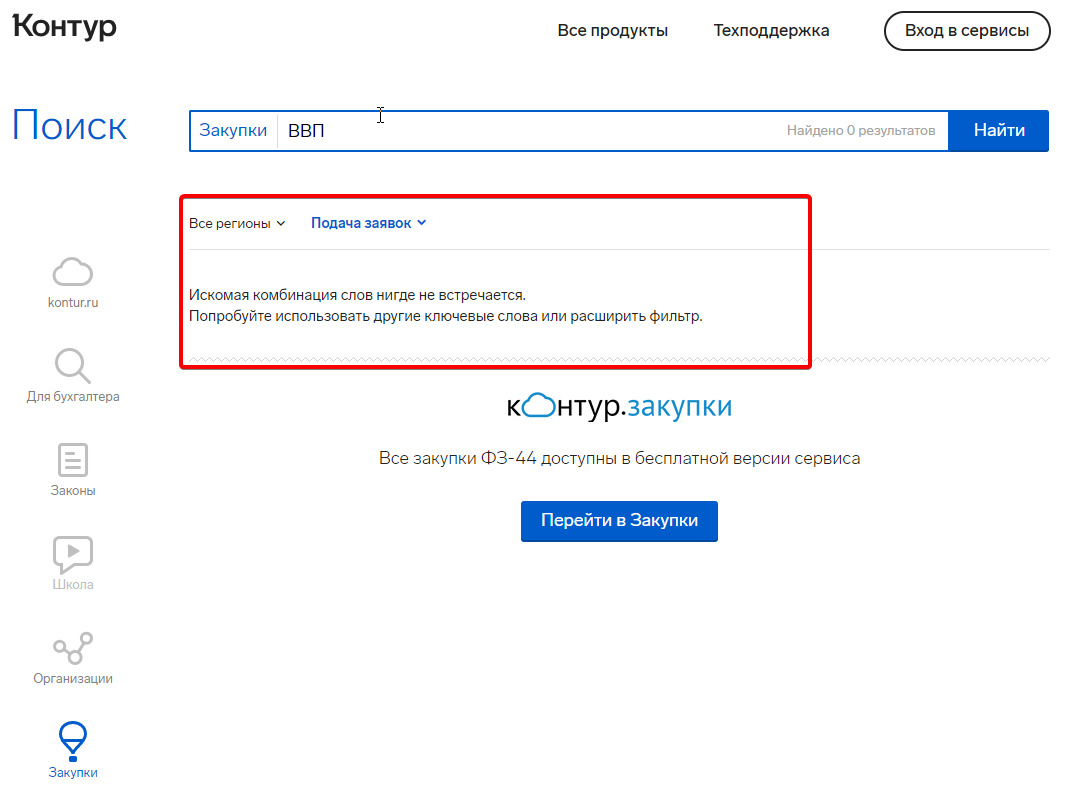 Контур
Все продукты
Техподдержка
Вход в сервисы
Поиск
Закупки
ВВП
Найдено 0 результатов
Найти
Все регионы
Подача заявок
Искомая комбинация слов нигде не встречается.
Попробуйте использовать другие ключевые слова или расширить фильтр.
контур.закупки
Все закупки ФЗ-44 доступны в бесплатной версии сервиса
Перейти в Закупки
kontur.ru
Для бухгалтера
Законы
Школа
Организации
Закупки